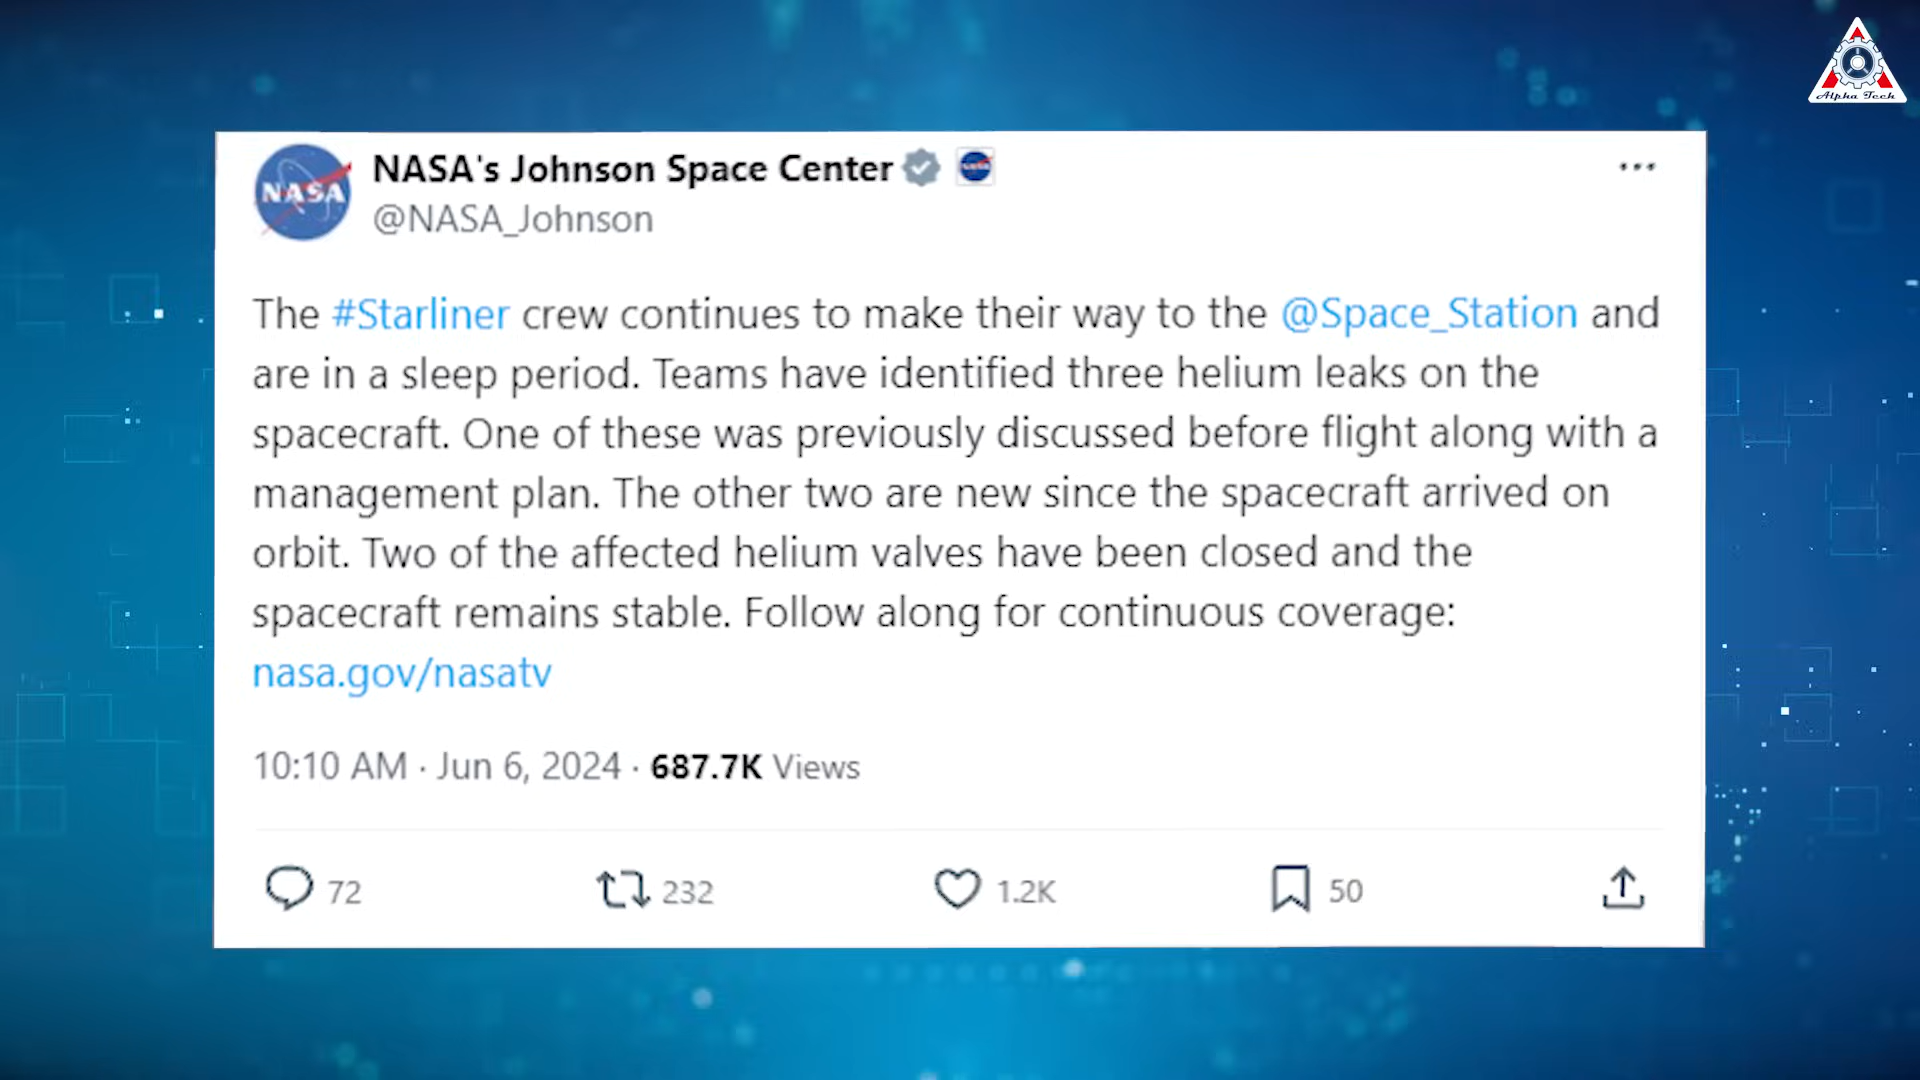 Alpha Tech
NASA
NASA's Johnson Space Center
NASA
@NASA_Johnson
The #Starliner crew continues to make their way to the @Space_Station and
are in a sleep period. Teams have identified three helium leaks on the
spacecraft. One of these was previously discussed before flight along with a
management plan. The other two are new since the spacecraft arrived on
orbit. Two of the affected helium valves have been closed and the
spacecraft remains stable. Follow along for continuous coverage:
nasa.gov/nasatv
10:10 AM · Jun 6, 2024 · 687.7K Views
72 232 1.2K 50